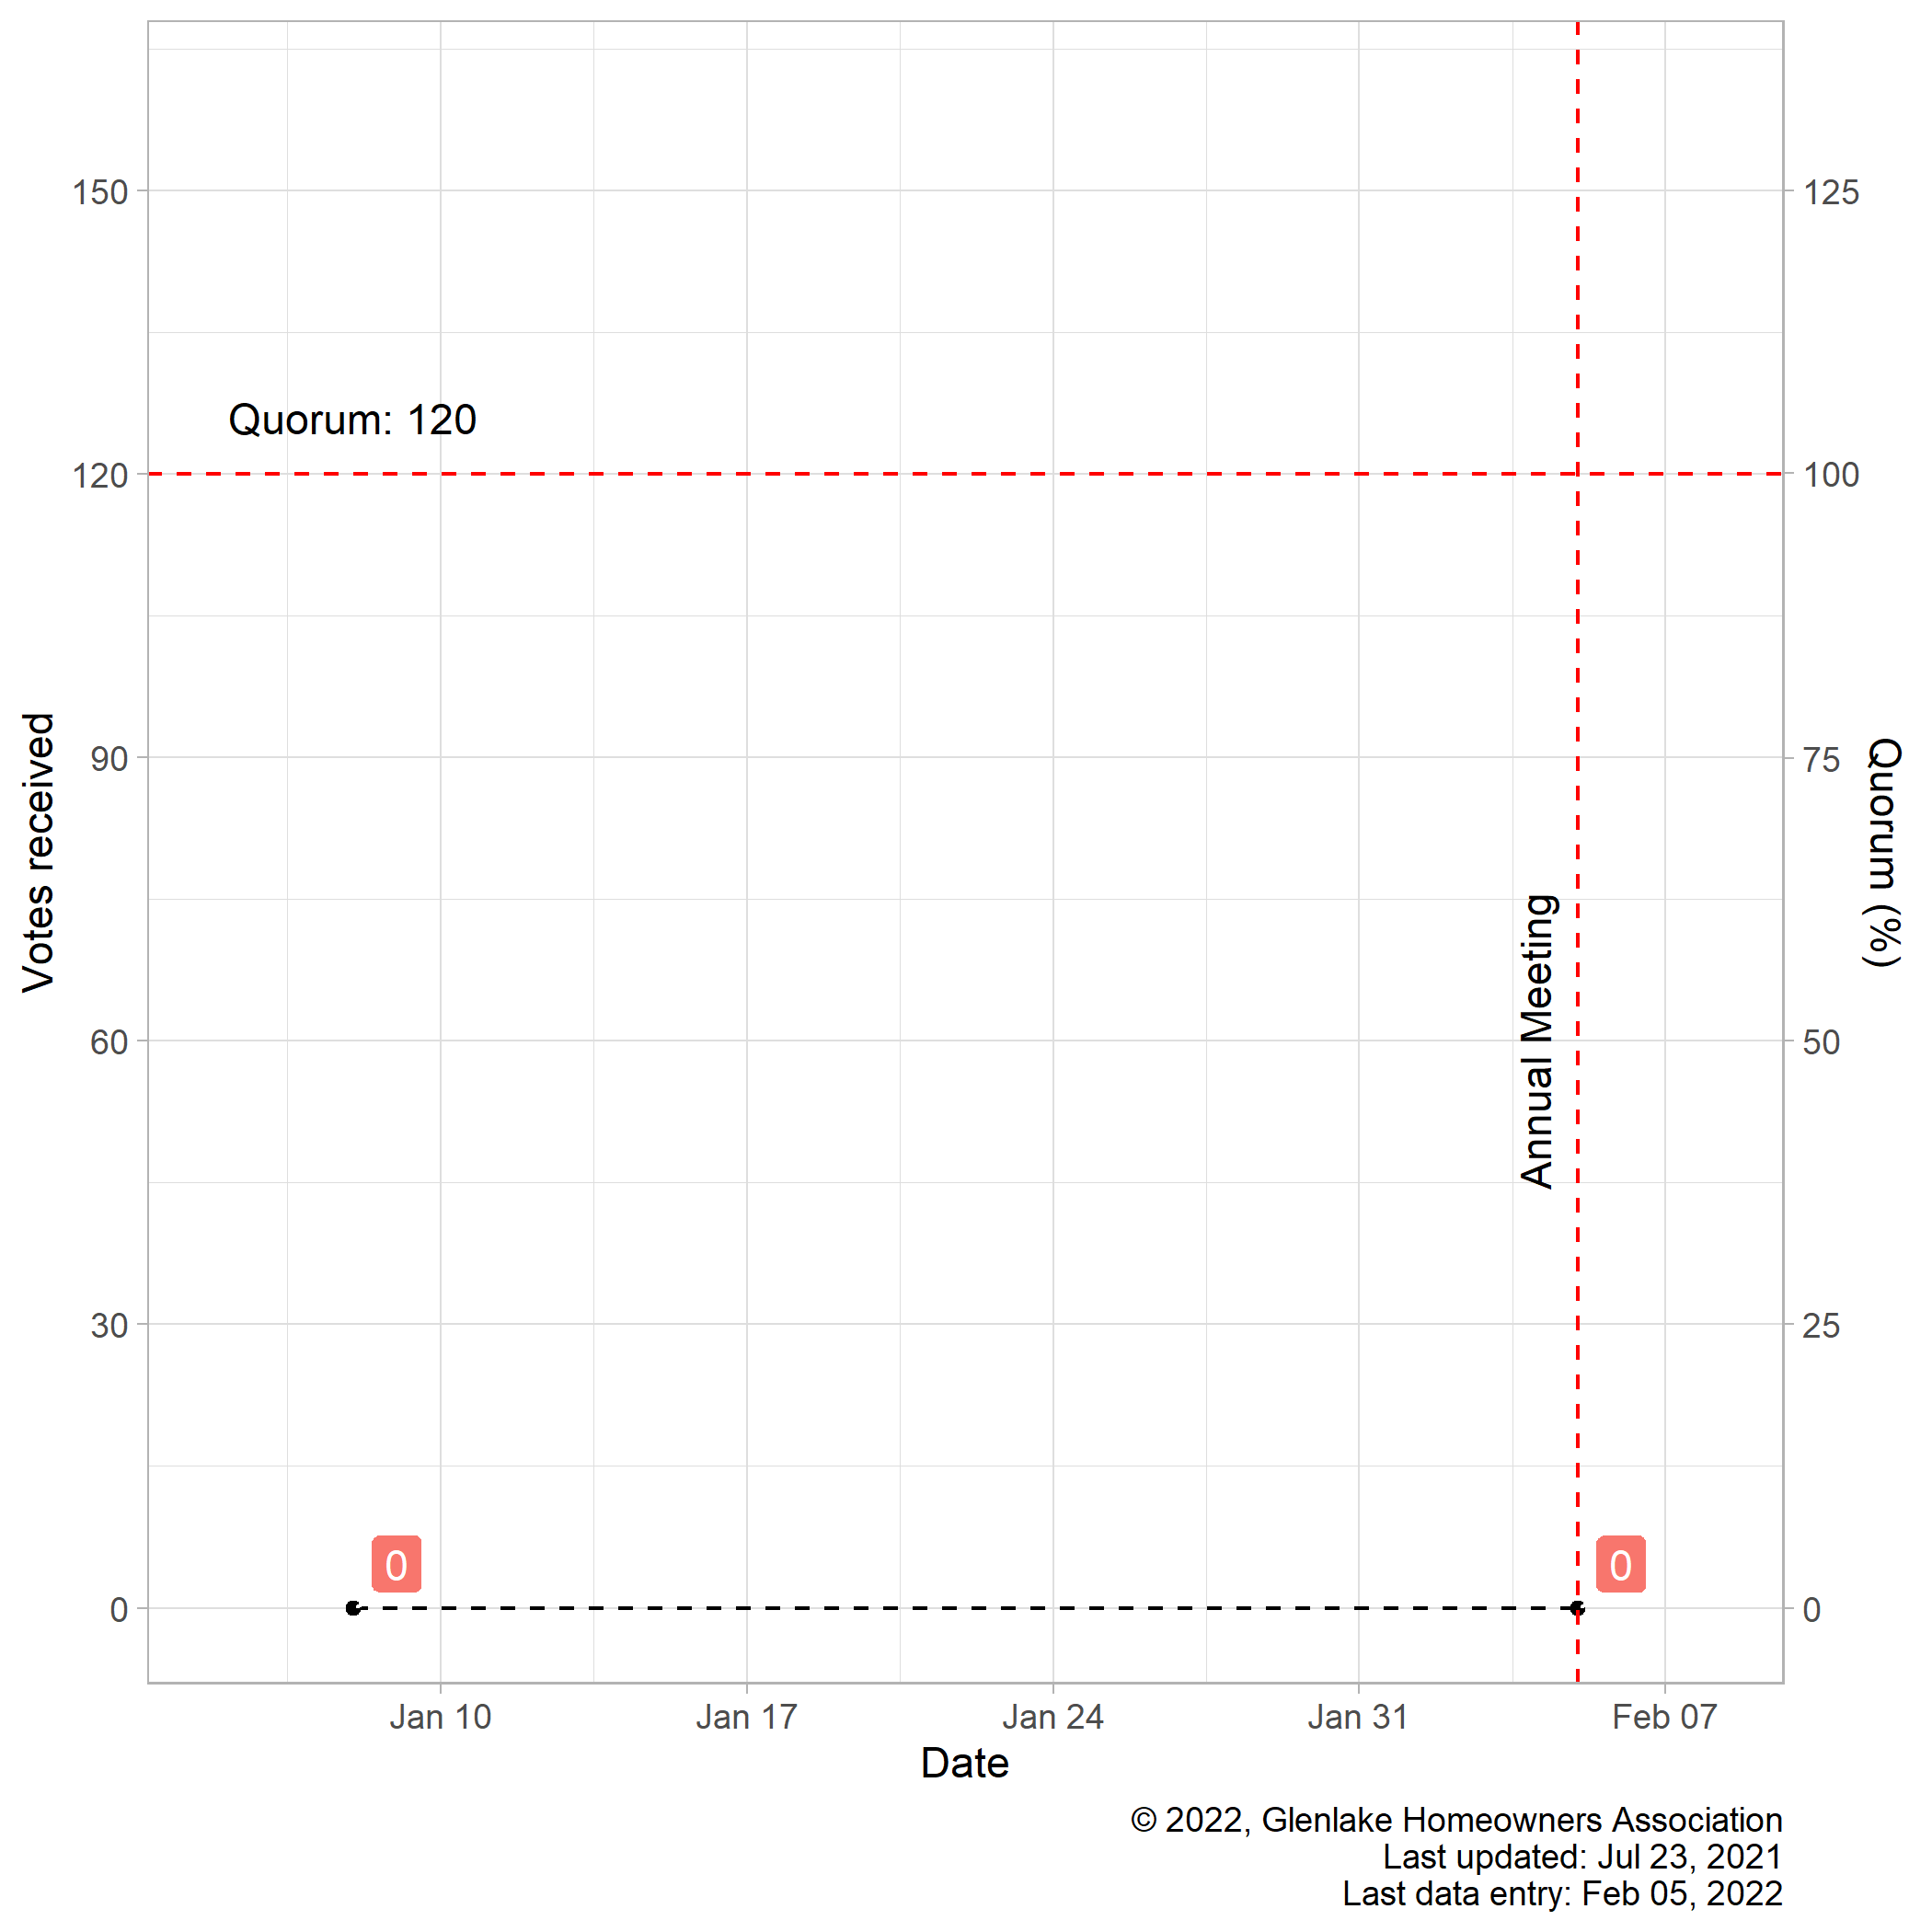 150
125
Quorum: 120
120
100
90
75
Votes received
Quorum (%)
Annual Meeting
60
50
30
25
0
0
0
0
Jan 10
Jan 17
Jan 24
Jan 31
Feb 07
Date
© 2022, Glenlake Homeowners Association
Last updated: Jul 23, 2021
Last data entry: Feb 05, 2022